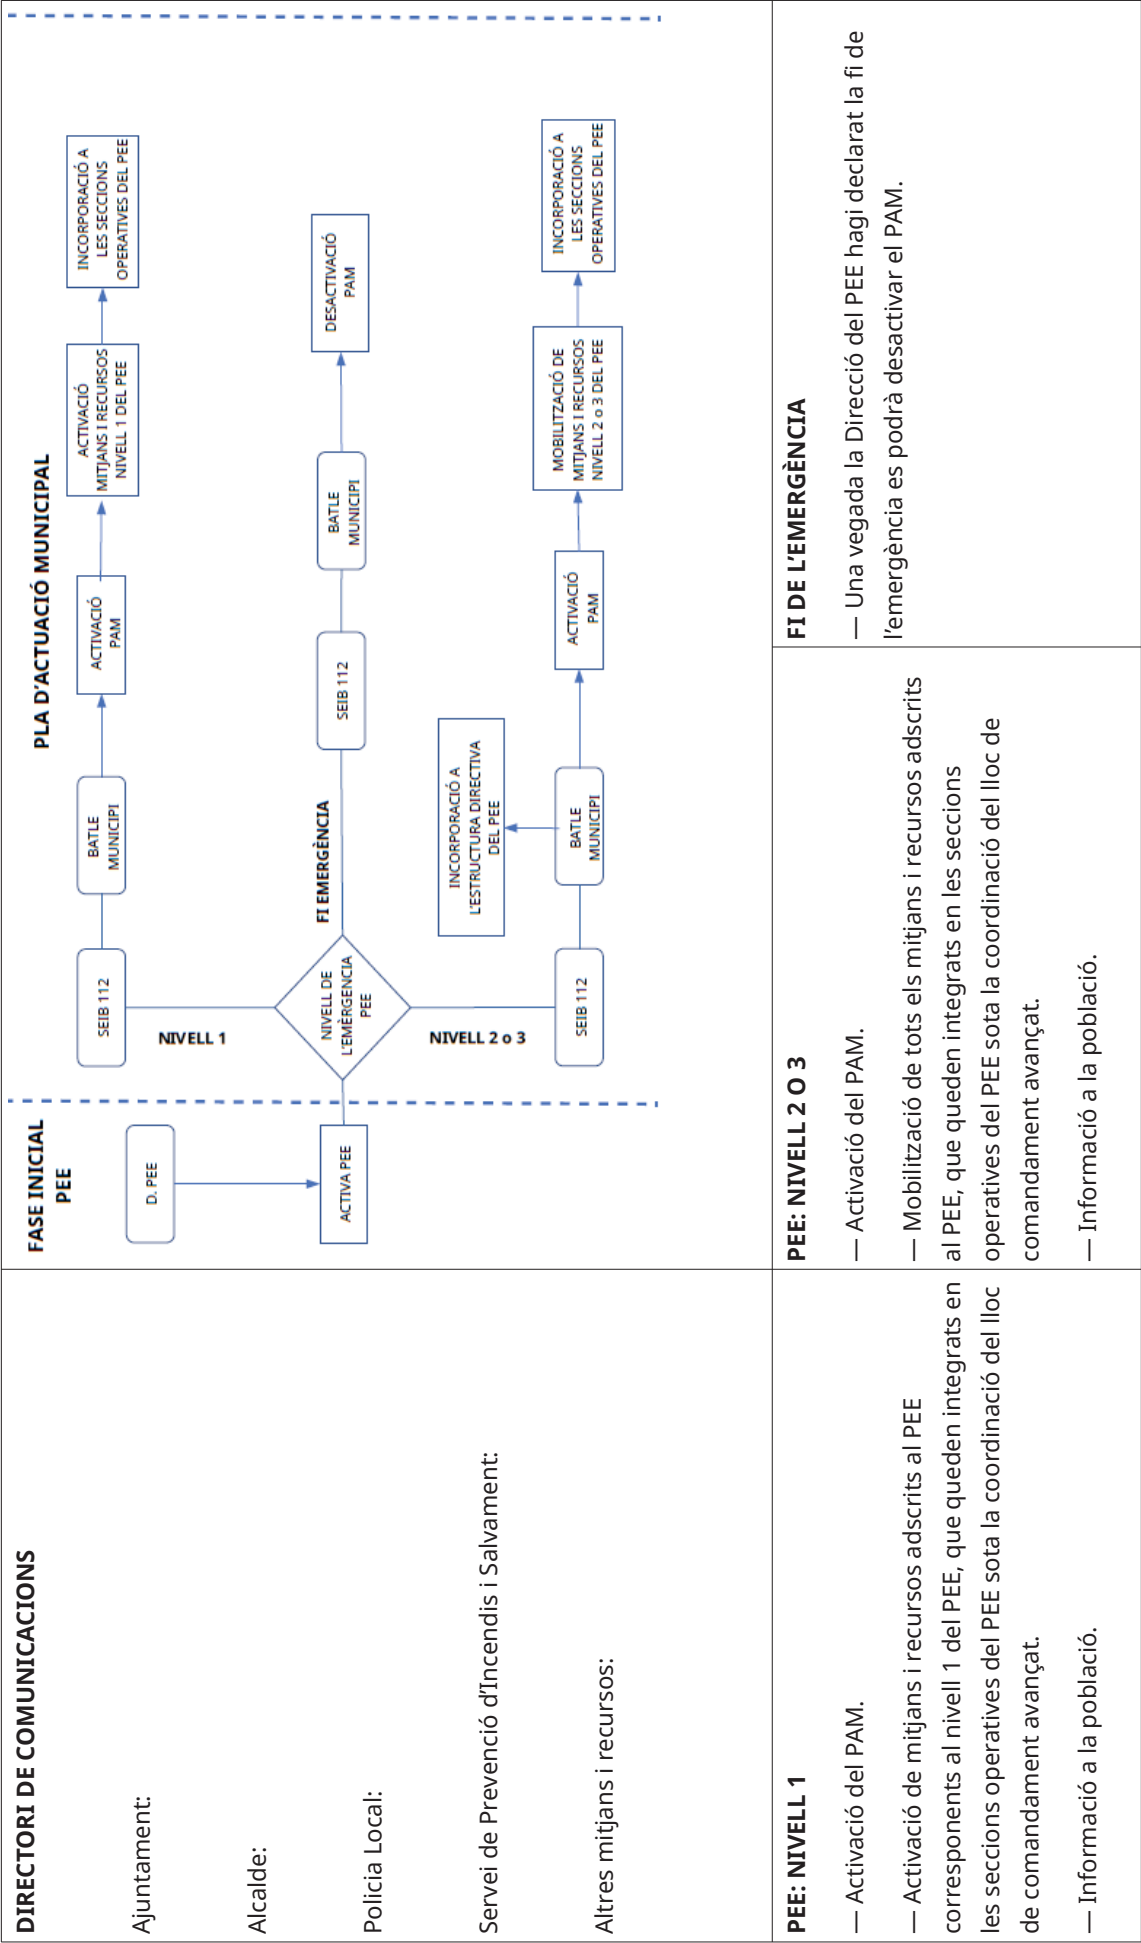 DIRECTORI DE COMUNICACIONS
Ajuntament:
Alcalde:
Policia Local:
Servei de Prevenció d’Incendis i Salvament:
Altres mitjans i recursos:
FASE INICIAL
PEE
D. PEE
ACTIVA PEE
PLA D’ACTUACIÓ MUNICIPAL
NIVELL DE
L’EMÈRGENCIA
PEE
NIVELL 1
SEIB 112
BATLE
MUNICIPI
ACTIVACIÓ
PAM
ACTIVACIÓ
MITJANS I RECURSOS
NIVELL 1 DEL PEE
INCORPORACIÓ A
LES SECCIONS
OPERATIVES DEL PEE
FI EMERGÈNCIA
SEIB 112
BATLE
MUNICIPI
DESACTIVACIÓ
PAM
NIVELL 2 o 3
SEIB 112
BATLE
MUNICIPI
INCORPORACIÓ A
L’ESTRUCTURA DIRECTIVA
DEL PEE
ACTIVACIÓ
PAM
MOBILITZACIÓ DE
MITJANS I RECURSOS
NIVELL 2 o 3 DEL PEE
INCORPORACIÓ A
LES SECCIONS
OPERATIVES DEL PEE
PEE: NIVELL 1
— Activació del PAM.
— Activació de mitjans i recursos adscrits al PEE
corresponents al nivell 1 del PEE, que queden integrats en
les seccions operatives del PEE sota la coordinació del lloc
de comandament avançat.
— Informació a la població.
PEE: NIVELL 2 O 3
— Activació del PAM.
— Mobilització de tots els mitjans i recursos adscrits
al PEE, que queden integrats en les seccions
operatives del PEE sota la coordinació del lloc de
comandament avançat.
— Informació a la població.
FI DE L’EMERGÈNCIA
— Una vegada la Direcció del PEE hagi declarat la fi de
l’emergència es podrà desactivar el PAM.